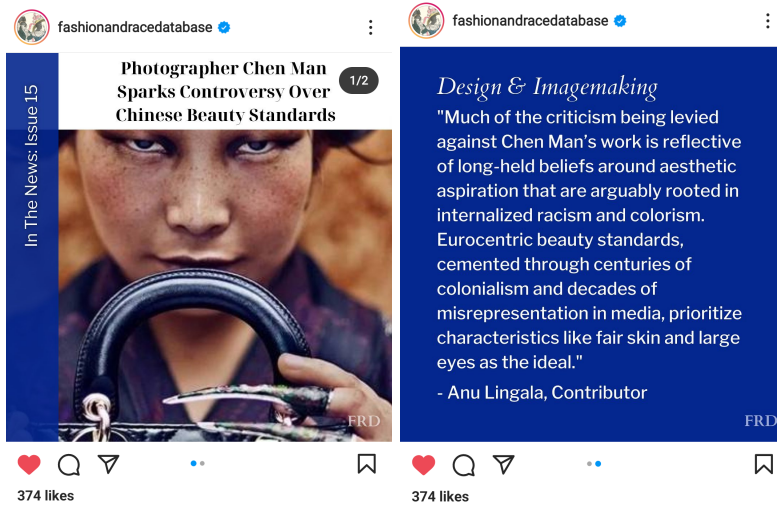 fashionandracedatabase
Photographer Chen Man
Sparks Controversy Over
Chinese Beauty Standards
1/2
In The News: Issue 15
FRD
374 likes
fashionandracedatabase
Design & Imagemaking
"Much of the criticism being levied
against Chen Man’s work is reflective
of long-held beliefs around aesthetic
aspiration that are arguably rooted in
internalized racism and colorism.
Eurocentric beauty standards,
cemented through centuries of
colonialism and decades of
misrepresentation in media, prioritize
characteristics like fair skin and large
eyes as the ideal."
- Anu Lingala, Contributor
FRD
374 likes